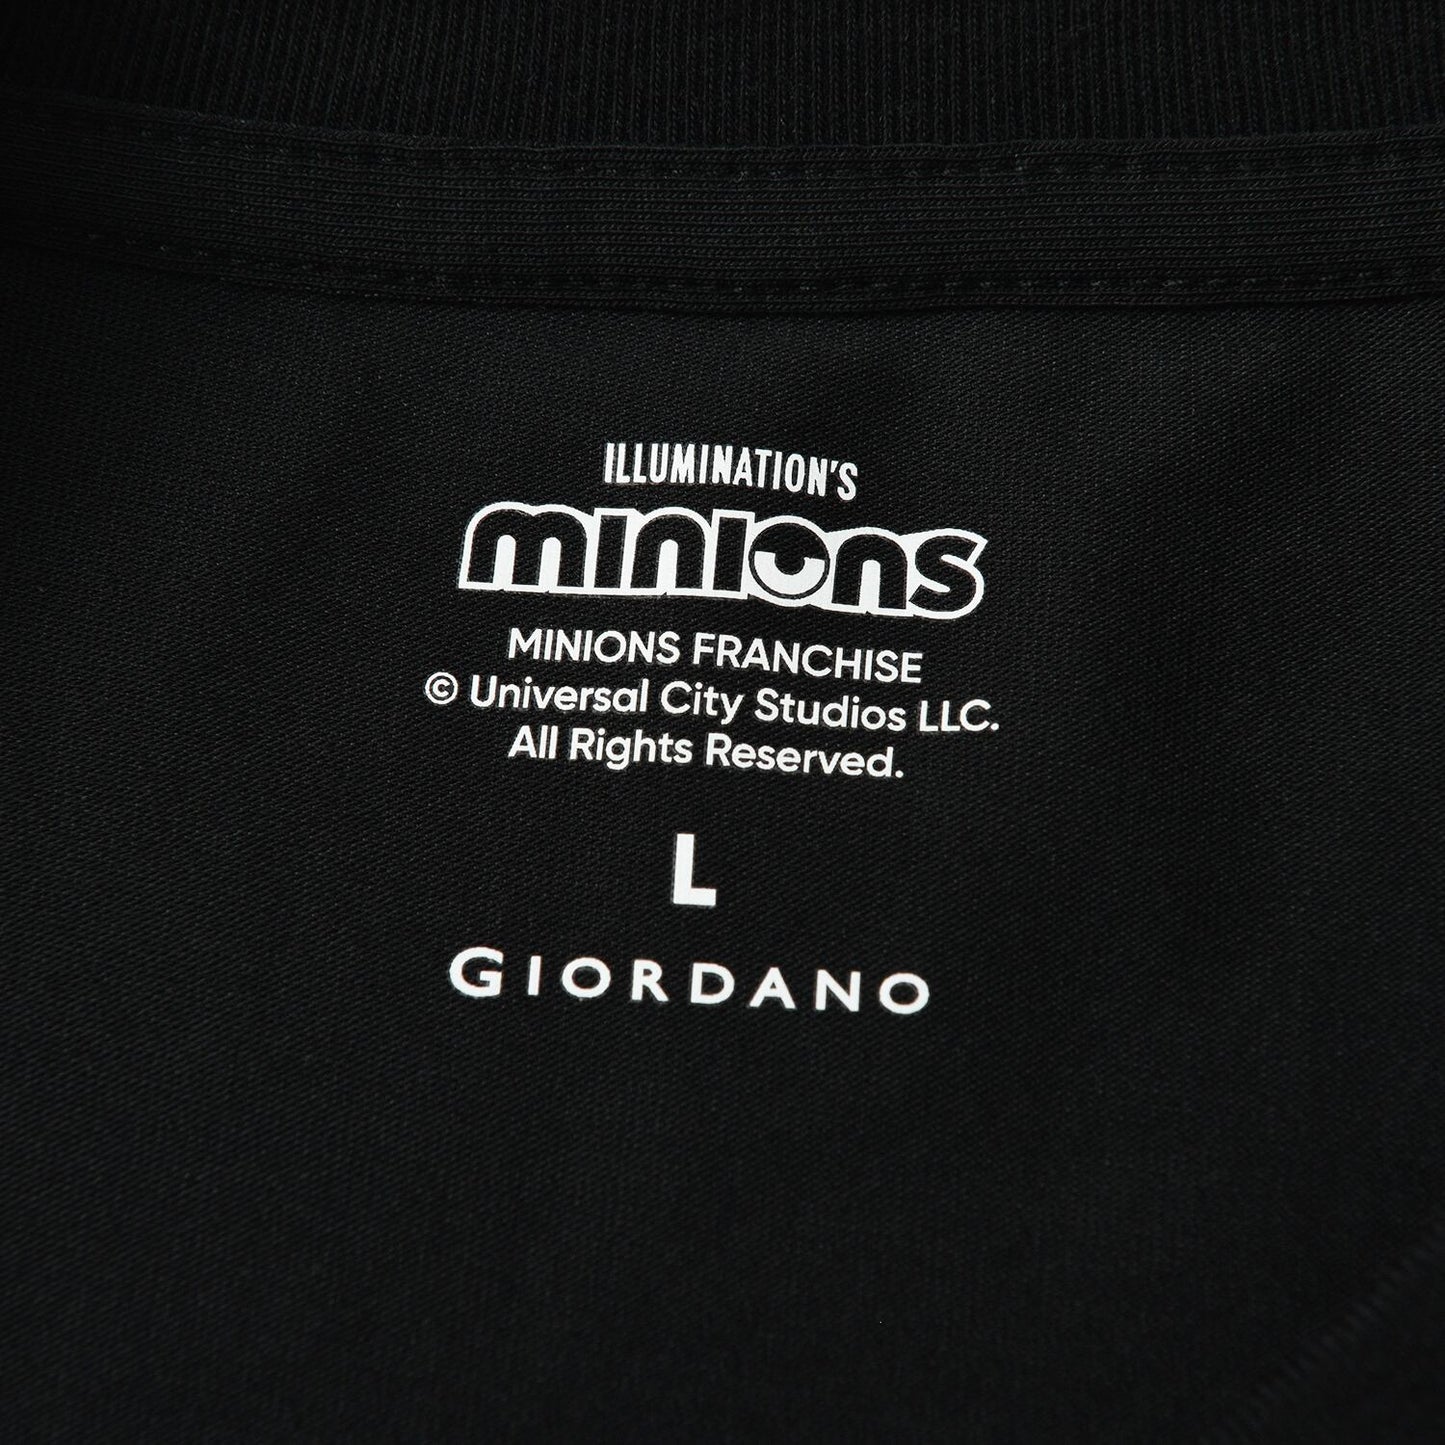 ILLUMINATION'S
minions
MINIONS FRANCHISE
© Universal City Studios LLC.
All Rights Reserved.
L
GIORDANO